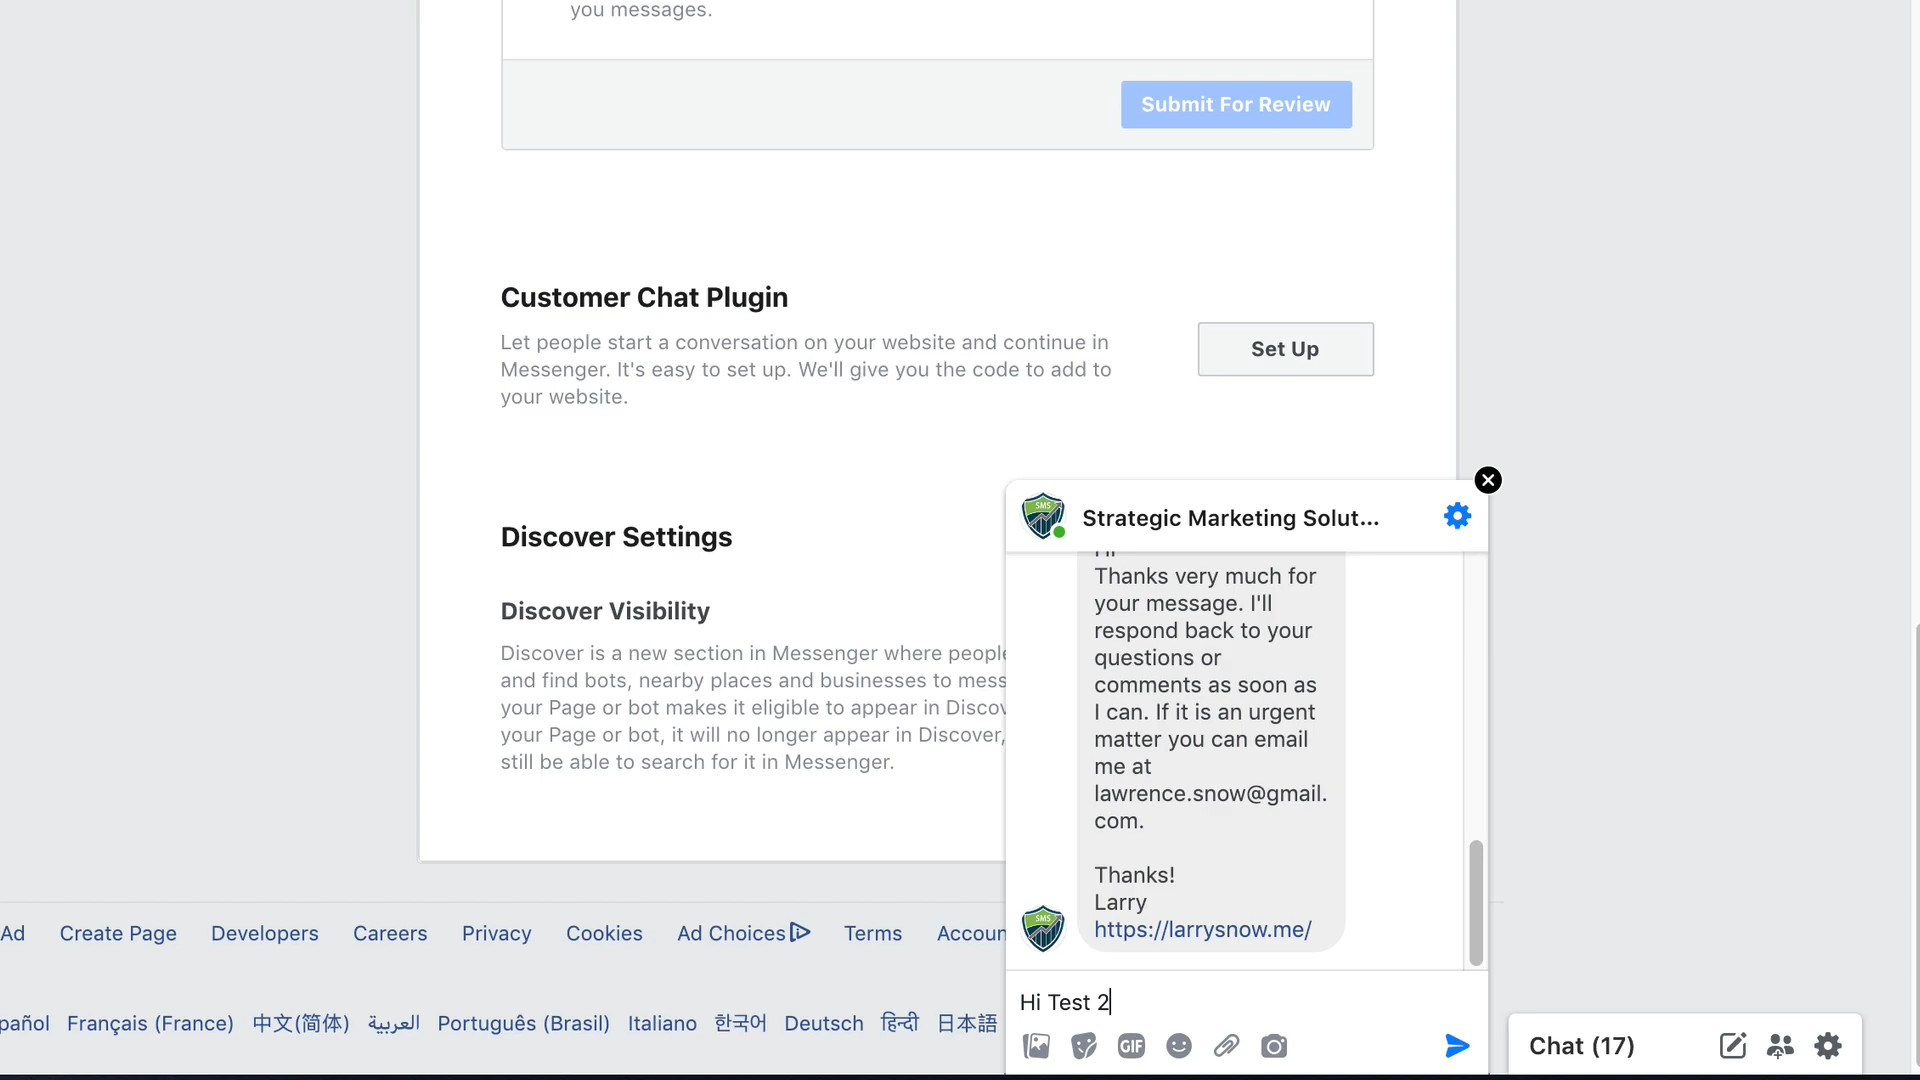 you messages.
Submit For Review
Customer Chat Plugin
Let people start a conversation on your website and continue in
Messenger. It's easy to set up. We'll give you the code to add to
your website.
Set Up
Discover Settings
Discover Visibility
Discover is a new section in Messenger where people
and find bots, nearby places and businesses to mess
your Page or bot makes it eligible to appear in Discov
your Page or bot, it will no longer appear in Discover,
still be able to search for it in Messenger.
SMS
Strategic Marketing Solut...
Hi
Thanks very much for
your message. I'll
respond back to your
questions or
comments as soon as
I can. If it is an urgent
matter you can email
me at
lawrence.snow@gmail.
com.
Thanks!
Larry
https://larrysnow.me/
SMS
Hi Test 2
GIF
Chat (17)
Ad Create Page Developers Careers Privacy Cookies Ad Choices Terms Accoun
pañol Français (France) 中文(简体) العربية Português (Brasil) Italiano 한국어 Deutsch हिन्दी 日本語